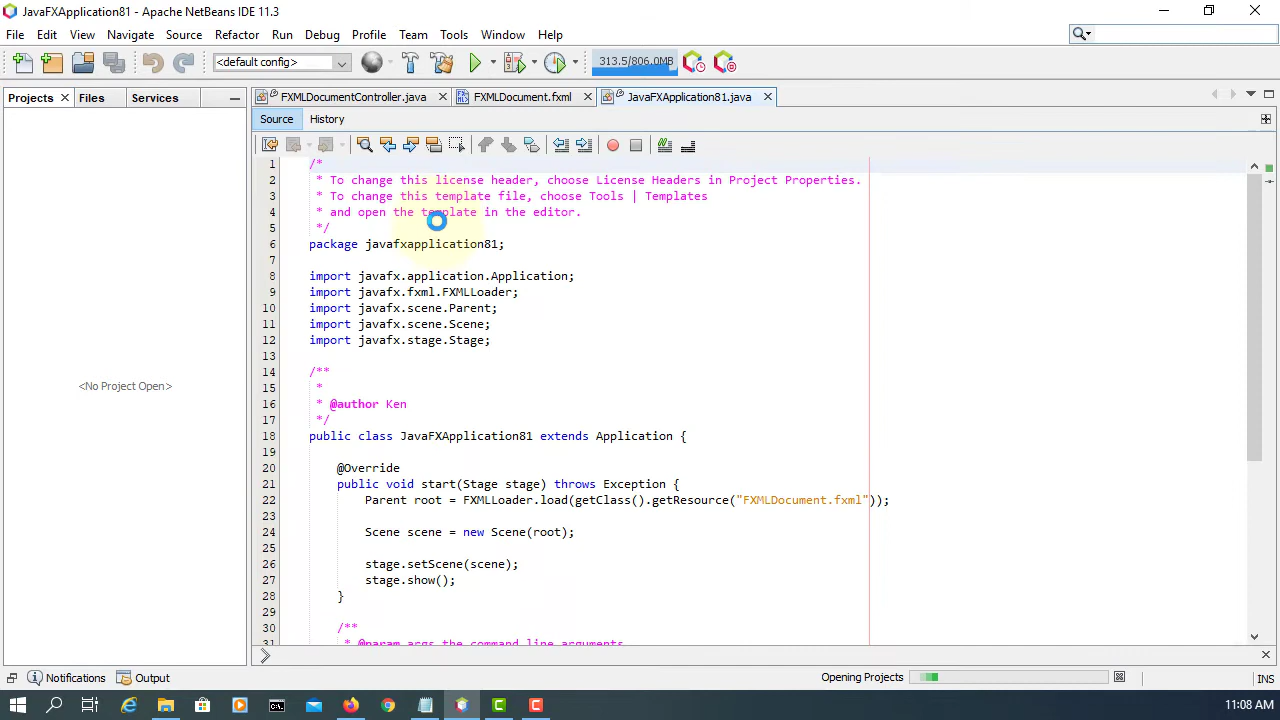 JavaFXApplication81 - Apache NetBeans IDE 11.3
File Edit View Navigate Source Refactor Run Debug Profile Team Tools Window Help
<default config> 313.5/806.0MB
Projects Files Services FXMLDocumentController.java FXMLDocument.fxml JavaFXApplication81.java
Source History
<No Project Open>
1 /*
2 * To change this license header, choose License Headers in Project Properties.
3 * To change this template file, choose Tools | Templates
4 * and open the template in the editor.
5 */
6 package javafxapplication81;
7
8 import javafx.application.Application;
9 import javafx.fxml.FXMLLoader;
10 import javafx.scene.Parent;
11 import javafx.scene.Scene;
12 import javafx.stage.Stage;
13
14 /**
15 *
16 * @author Ken
17 */
18 public class JavaFXApplication81 extends Application {
19
20 @Override
21 public void start(Stage stage) throws Exception {
22 Parent root = FXMLLoader.load(getClass().getResource("FXMLDocument.fxml"));
23
24 Scene scene = new Scene(root);
25
26 stage.setScene(scene);
27 stage.show();
28 }
29
30 /**
31 * @param args the command line arguments
Notifications Output Opening Projects INS
11:08 AM